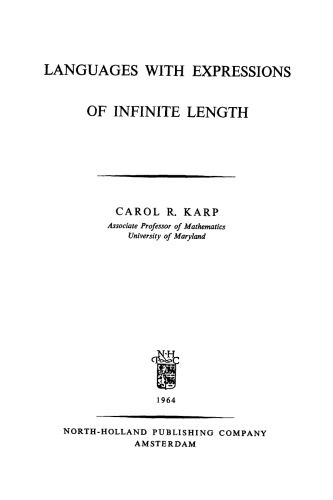 LANGUAGES WITH EXPRESSIONS
OF INFINITE LENGTH
CAROL R. KARP
Associate Professor of Mathematics
University of Maryland
N·H
P C
1964
NORTH-HOLLAND PUBLISHING COMPANY
AMSTERDAM